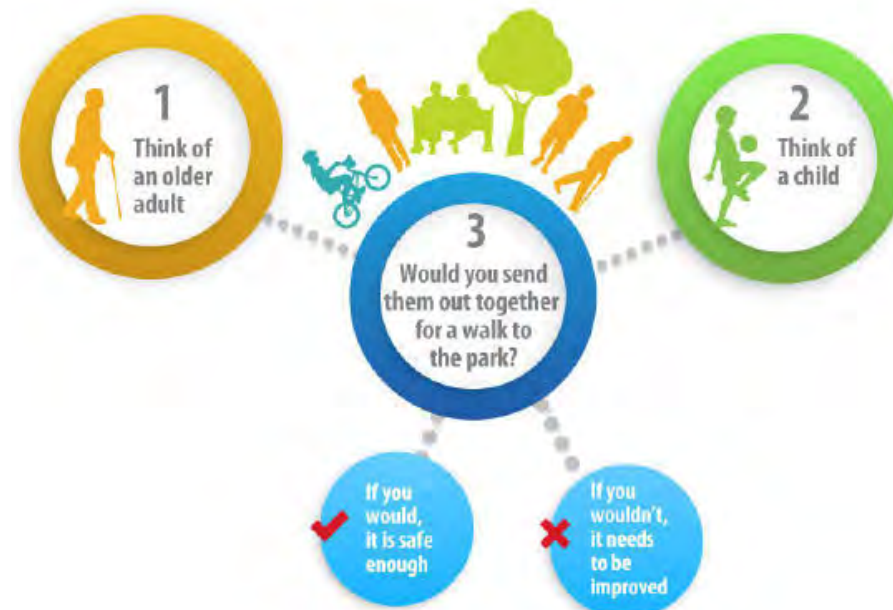 1
Think of
an older
adult
2
Think of
a child
3
Would you send
them out together
for a walk to
the park?
If you
would,
it is safe
enough
If you
wouldn't,
it needs
to be
improved